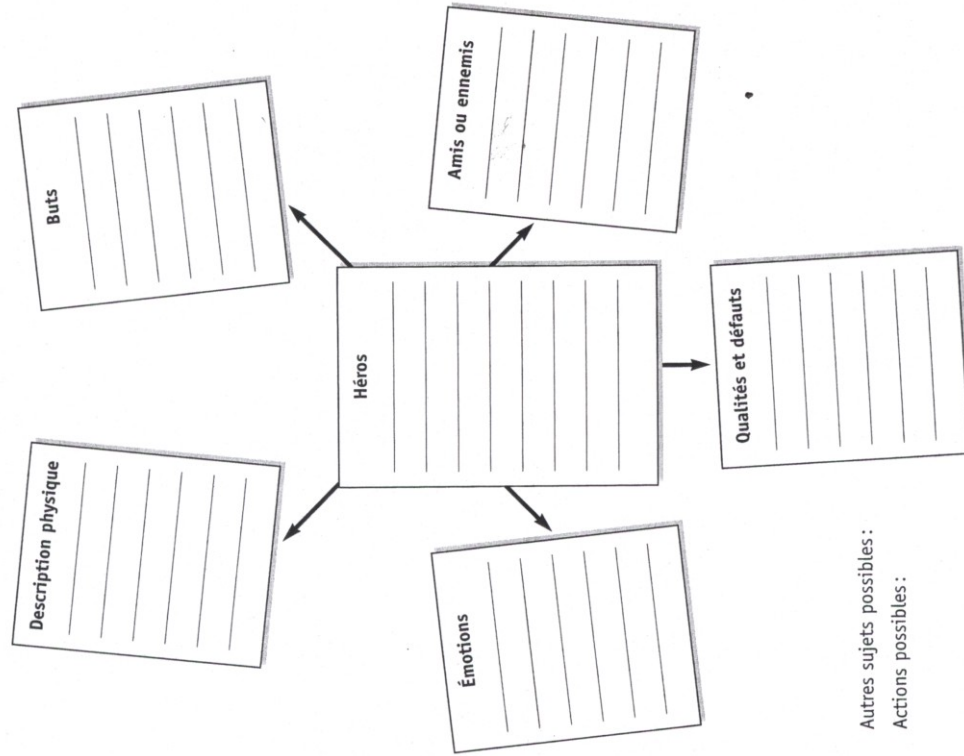 Description physique
Buts
Héros
Émotions
Amis ou ennemis
Qualités et défauts
Autres sujets possibles :
Actions possibles :